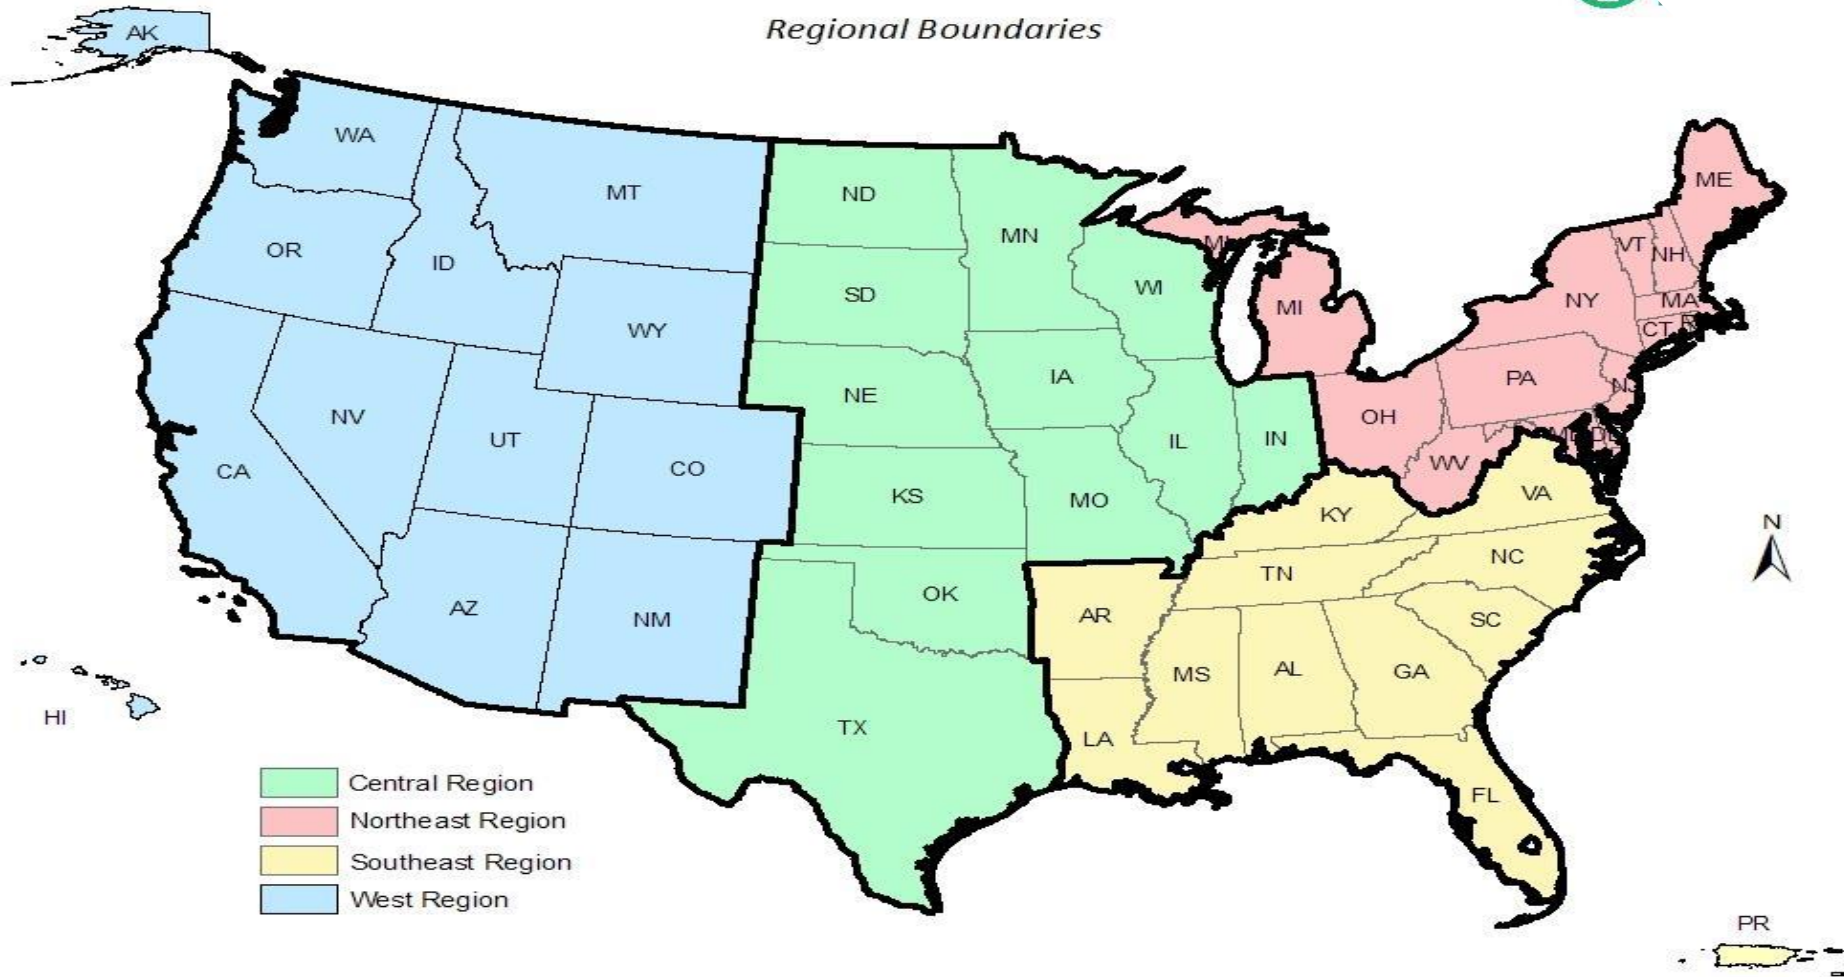 Regional Boundaries
AK
WA
MT
ND
MN
ME
OR
ID
SD
WI
MI
VT
NH
NY
MA
WY
CT
NE
IA
PA
NV
UT
CO
KS
MO
IL
IN
OH
WV
CA
VA
KY
AZ
NM
OK
AR
TN
NC
SC
MS
AL
GA
HI
TX
LA
FL
N
PR
Central Region
Northeast Region
Southeast Region
West Region